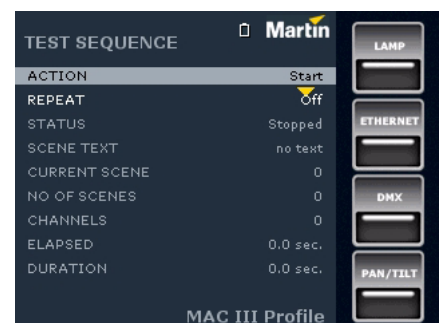 Martin
TEST SEQUENCE
ACTION Start
REPEAT Off
STATUS Stopped
SCENE TEXT no text
CURRENT SCENE 0
NO OF SCENES 0
CHANNELS 0
ELAPSED 0.0 sec.
DURATION 0.0 sec.
MAC III Profile
LAMP
ETHERNET
DMX
PAN/TILT